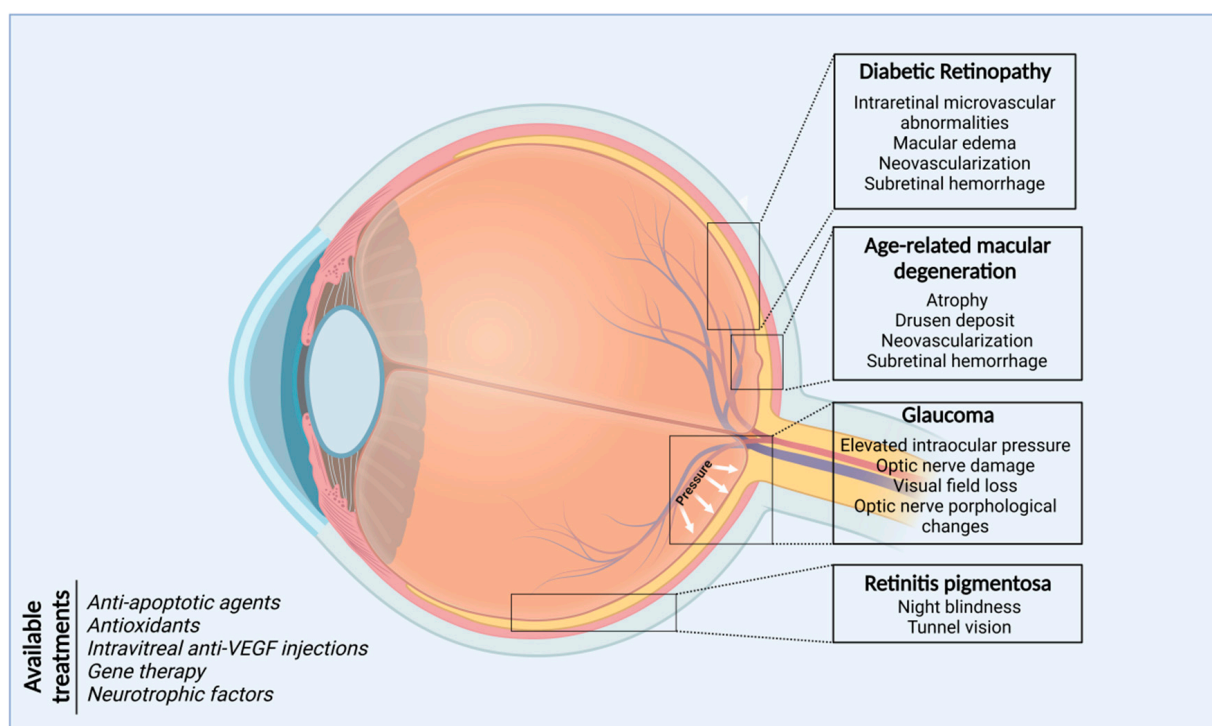 Diabetic Retinopathy
Intraretinal microvascular
abnormalities
Macular edema
Neovascularization
Subretinal hemorrhage
Age-related macular
degeneration
Atrophy
Drusen deposit
Neovascularization
Subretinal hemorrhage
Glaucoma
Elevated intraocular pressure
Optic nerve damage
Visual field loss
Optic nerve porphological
changes
Pressure
Retinitis pigmentosa
Night blindness
Tunnel vision
Available
treatments
Anti-apoptotic agents
Antioxidants
Intravitreal anti-VEGF injections
Gene therapy
Neurotrophic factors